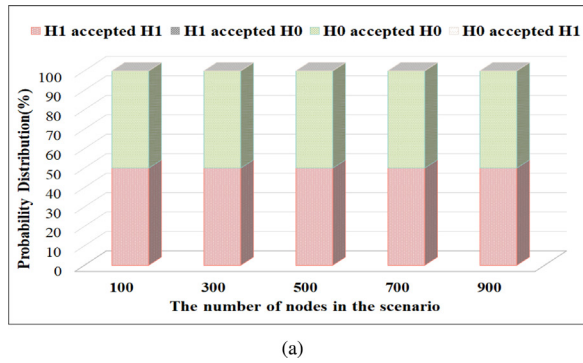 H1 accepted H1 H1 accepted H0 H0 accepted H0 H0 accepted H1
Probability Distribution(%)
100
90
80
70
60
50
40
30
20
10
0
100 300 500 700 900
The number of nodes in the scenario
(a)